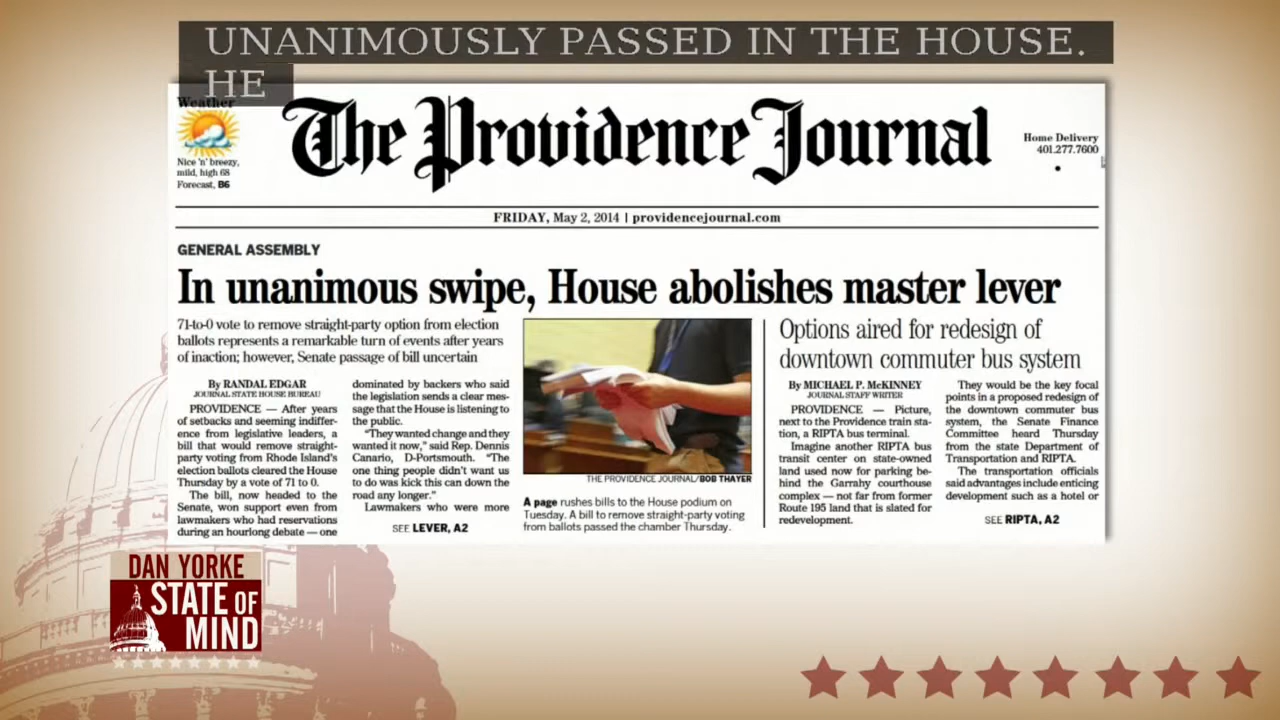 UNANIMOUSLY PASSED IN THE HOUSE.
HE
Weather
Nice 'n' breezy,
mild, high 68
Forecast, B6
The Providence Journal
Home Delivery
401.277.7600
FRIDAY, May 2, 2014 | providencejournal.com
GENERAL ASSEMBLY
In unanimous swipe, House abolishes master lever
71-to-0 vote to remove straight-party option from election
ballots represents a remarkable turn of events after years
of inaction; however, Senate passage of bill uncertain
By RANDAL EDGAR
JOURNAL STATE HOUSE BUREAU
PROVIDENCE — After years
of setbacks and seeming indiffer-
ence from legislative leaders, a
bill that would remove straight-
party voting from Rhode Island's
election ballots cleared the House
Thursday by a vote of 71 to 0.
The bill, now headed to the
Senate, won support even from
lawmakers who had reservations
during an hourlong debate — one
dominated by backers who said
the legislation sends a clear mes-
sage that the House is listening to
the public.
"They wanted change and they
wanted it now," said Rep. Dennis
Canario, D-Portsmouth. "The
one thing people didn't want us
to do was kick this can down the
road any longer."
Lawmakers who were more
SEE LEVER, A2
THE PROVIDENCE JOURNAL/BOB THAYER
A page rushes bills to the House podium on
Tuesday. A bill to remove straight-party voting
from ballots passed the chamber Thursday.
Options aired for redesign of
downtown commuter bus system
By MICHAEL P. McKINNEY
JOURNAL STAFF WRITER
PROVIDENCE — Picture,
next to the Providence train sta-
tion, a RIPTA bus terminal.
Imagine another RIPTA bus
transit center on state-owned
land used now for parking be-
hind the Garrahy courthouse
complex — not far from former
Route 195 land that is slated for
redevelopment.
They would be the key focal
points in a proposed redesign of
the downtown commuter bus
system, the Senate Finance
Committee heard Thursday
from the state Department of
Transportation and RIPTA.
The transportation officials
said advantages include enticing
development such as a hotel or
SEE RIPTA, A2
DAN YORKE
STATE OF
MIND